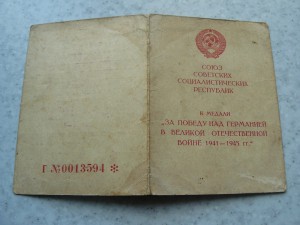 Г №0013594 *
СОЮЗ
СОВЕТСКИХ
СОЦИАЛИСТИЧЕСКИХ
РЕСПУБЛИК
К МЕДАЛИ
„ЗА ПОБЕДУ НАД ГЕРМАНИЕЙ
В ВЕЛИКОЙ ОТЕЧЕСТВЕННОЙ
ВОЙНЕ 1941—1945 гг."